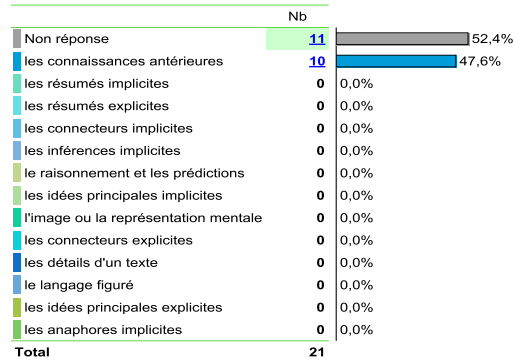 Nb
Non réponse 11 52,4%
les connaissances antérieures 10 47,6%
les résumés implicites 0 0,0%
les résumés explicites 0 0,0%
les connecteurs implicites 0 0,0%
les inférences implicites 0 0,0%
le raisonnement et les prédictions 0 0,0%
les idées principales implicites 0 0,0%
l'image ou la représentation mentale 0 0,0%
les connecteurs explicites 0 0,0%
les détails d'un texte 0 0,0%
le langage figuré 0 0,0%
les idées principales explicites 0 0,0%
les anaphores implicites 0 0,0%
Total 21